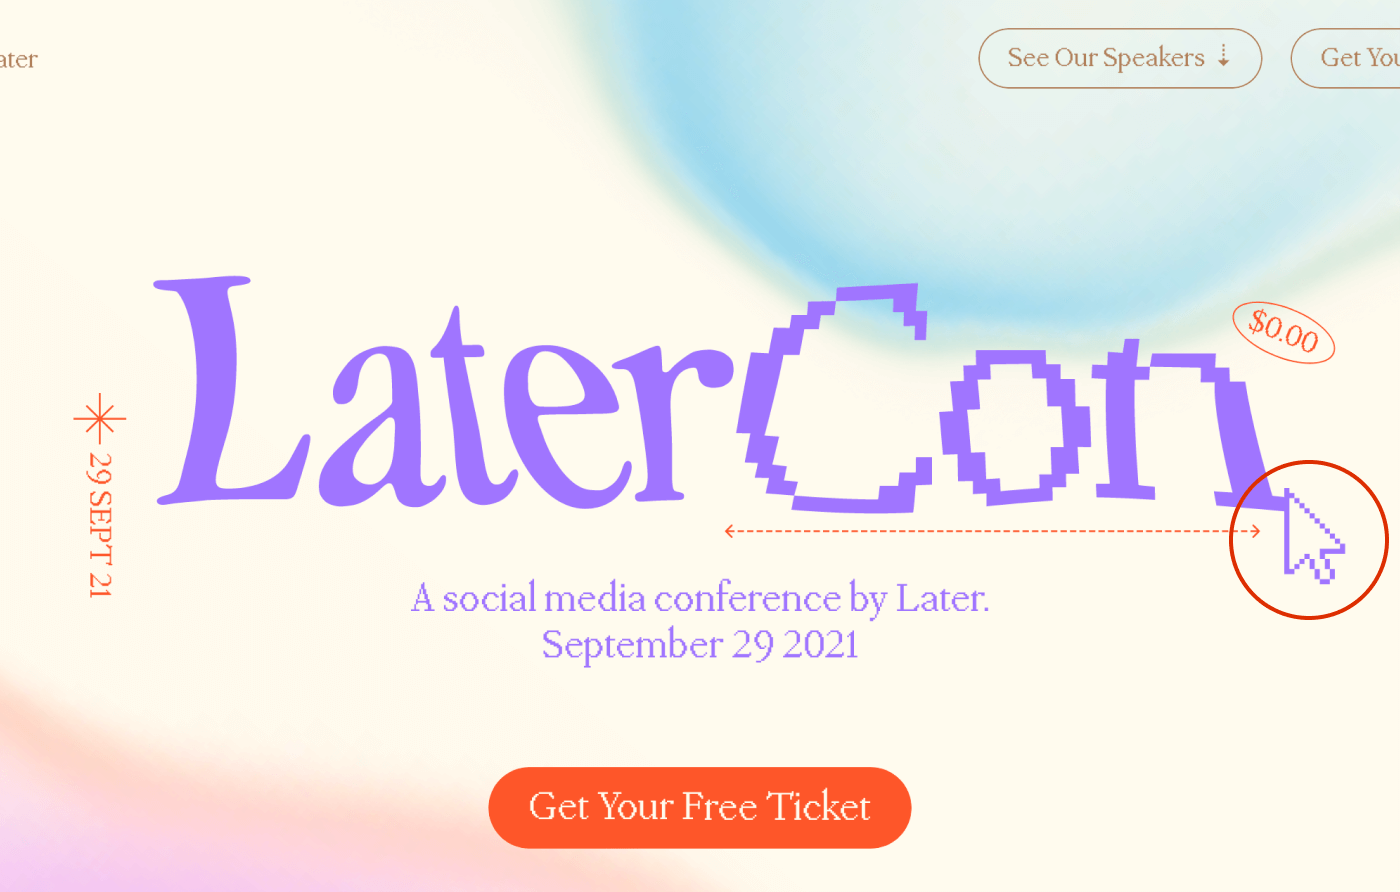 ater
See Our Speakers ⇣
Get You
LaterCon
$0.00
29 SEPT 21
A social media conference by Later.
September 29 2021
Get Your Free Ticket